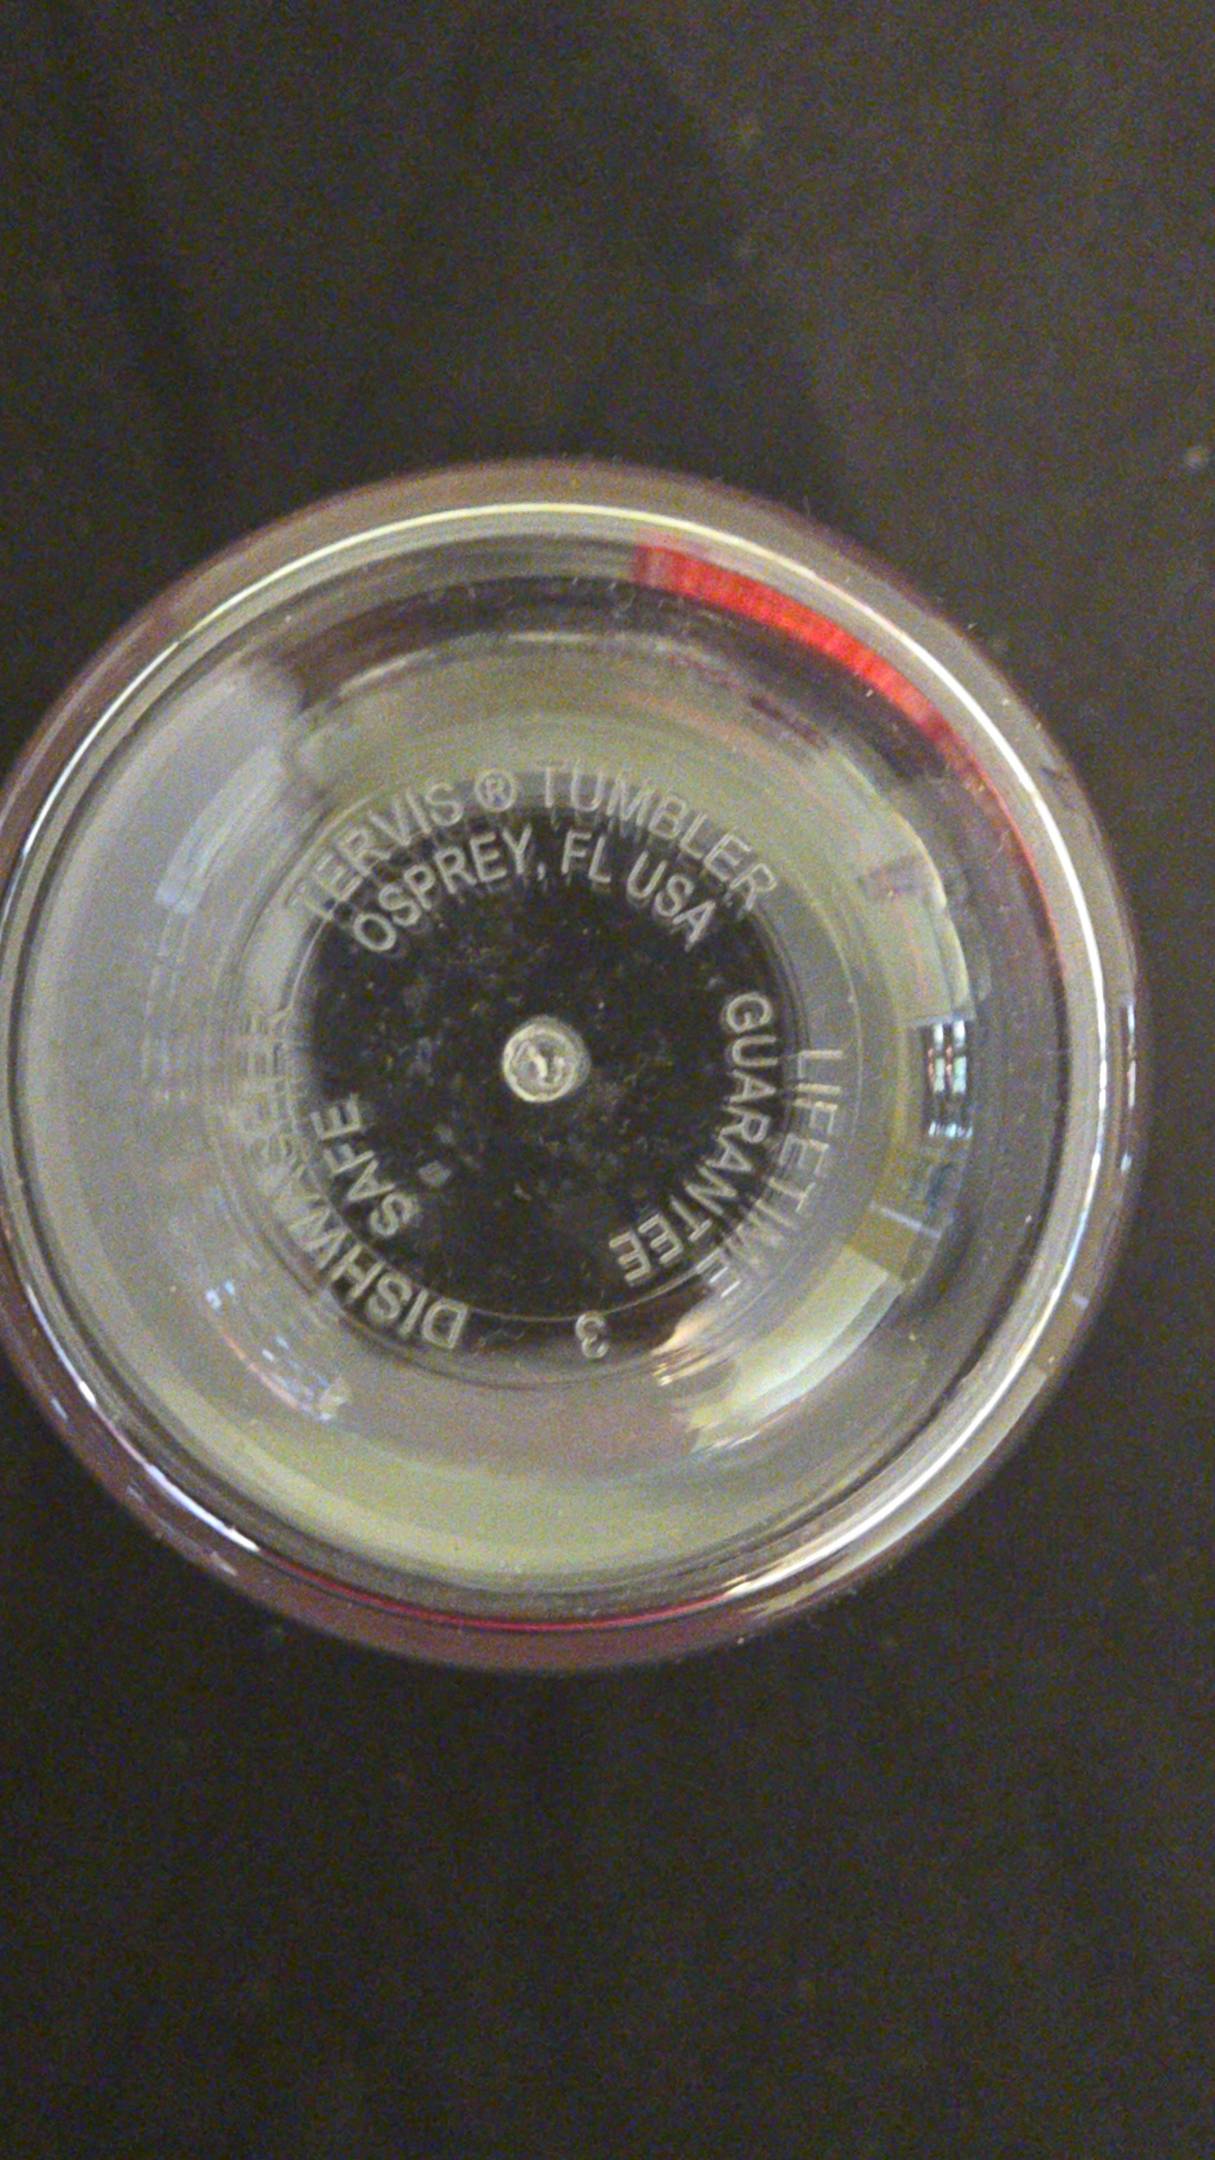 TERVIS ® TUMBLER
OSPREY, FL USA
LIFETIME
GUARANTEE
3
DISHWASHER
SAFE